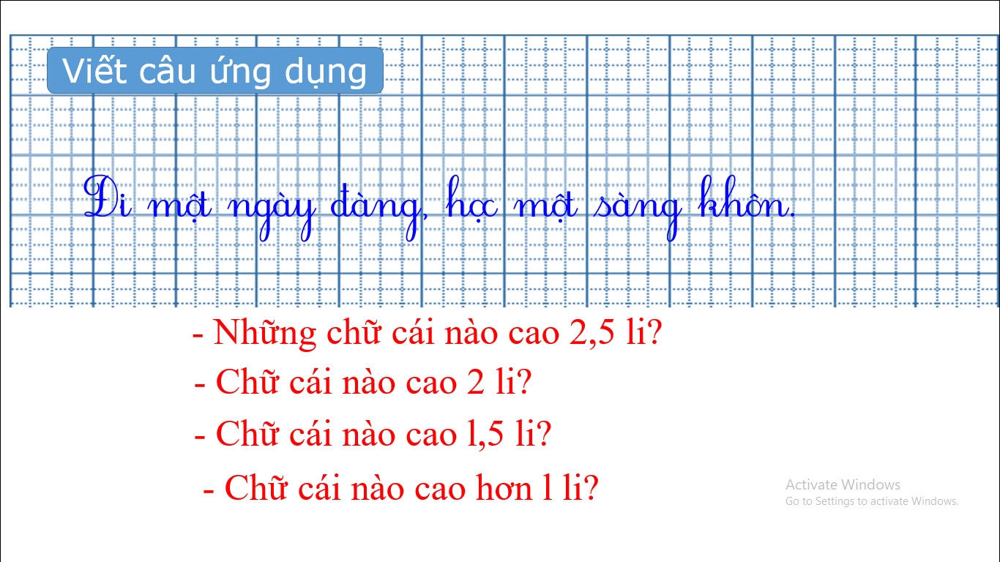 Viết câu ứng dụng
Đi một ngày đàng, học một sàng khôn.
- Những chữ cái nào cao 2,5 li?
- Chữ cái nào cao 2 li?
- Chữ cái nào cao l,5 li?
- Chữ cái nào cao hơn l li?
Activate Windows
Go to Settings to activate Windows.